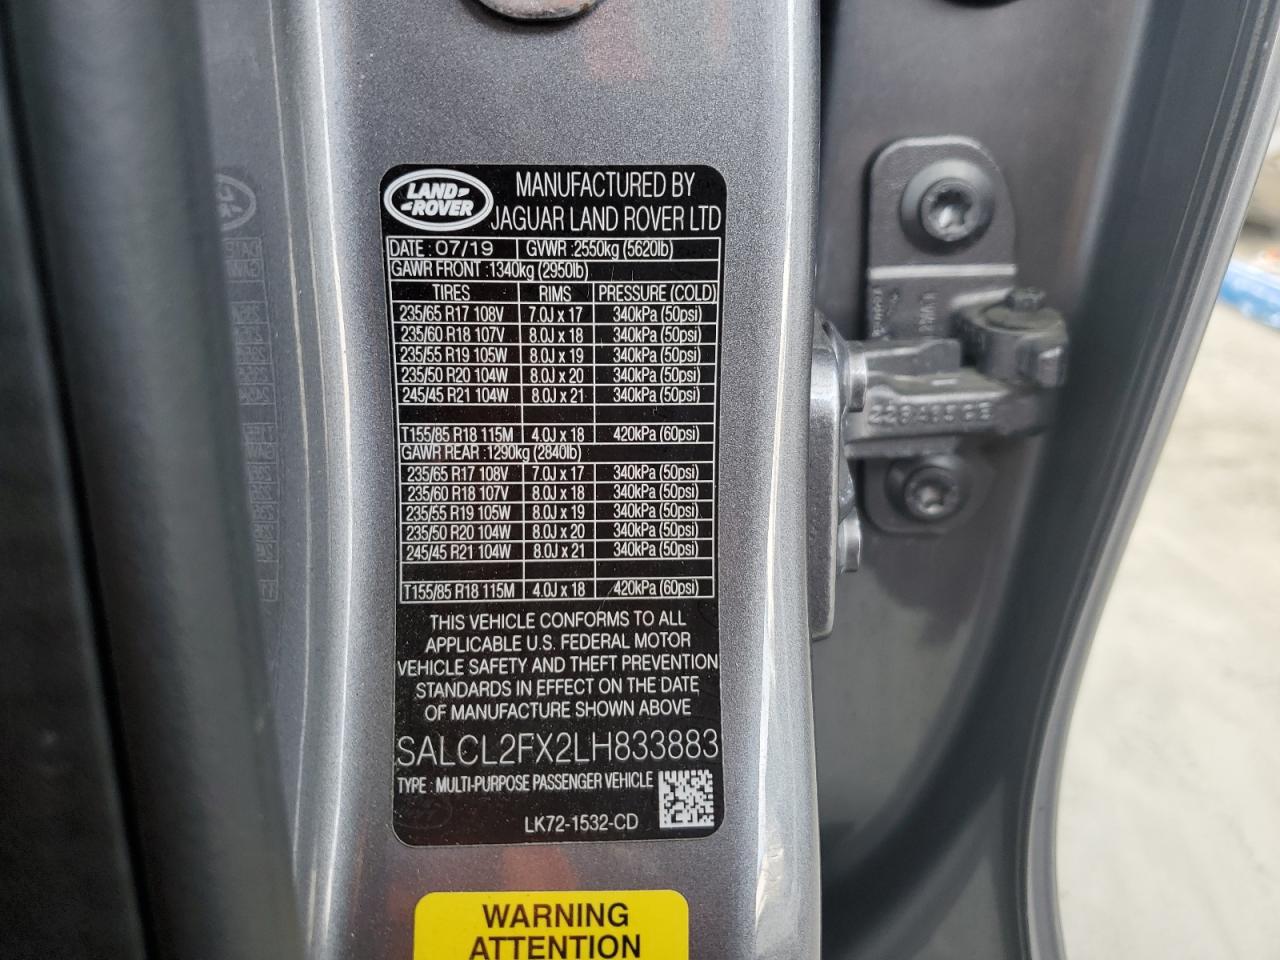 LAND-
-ROVER
MANUFACTURED BY
JAGUAR LAND ROVER LTD
DATE : 07/19 GVWR :2550kg (5620lb)
GAWR FRONT :1340kg (2950lb)
TIRES RIMS PRESSURE (COLD)
235/65 R17 108V 7.0J x 17 340kPa (50psi)
235/60 R18 107V 8.0J x 18 340kPa (50psi)
235/55 R19 105W 8.0J x 19 340kPa (50psi)
235/50 R20 104W 8.0J x 20 340kPa (50psi)
245/45 R21 104W 8.0J x 21 340kPa (50psi)
T155/85 R18 115M 4.0J x 18 420kPa (60psi)
GAWR REAR :1290kg (2840lb)
235/65 R17 108V 7.0J x 17 340kPa (50psi)
235/60 R18 107V 8.0J x 18 340kPa (50psi)
235/55 R19 105W 8.0J x 19 340kPa (50psi)
235/50 R20 104W 8.0J x 20 340kPa (50psi)
245/45 R21 104W 8.0J x 21 340kPa (50psi)
T155/85 R18 115M 4.0J x 18 420kPa (60psi)
THIS VEHICLE CONFORMS TO ALL
APPLICABLE U.S. FEDERAL MOTOR
VEHICLE SAFETY AND THEFT PREVENTION
STANDARDS IN EFFECT ON THE DATE
OF MANUFACTURE SHOWN ABOVE
SALCL2FX2LH833883
TYPE : MULTI-PURPOSE PASSENGER VEHICLE
LK72-1532-CD
WARNING
ATTENTION